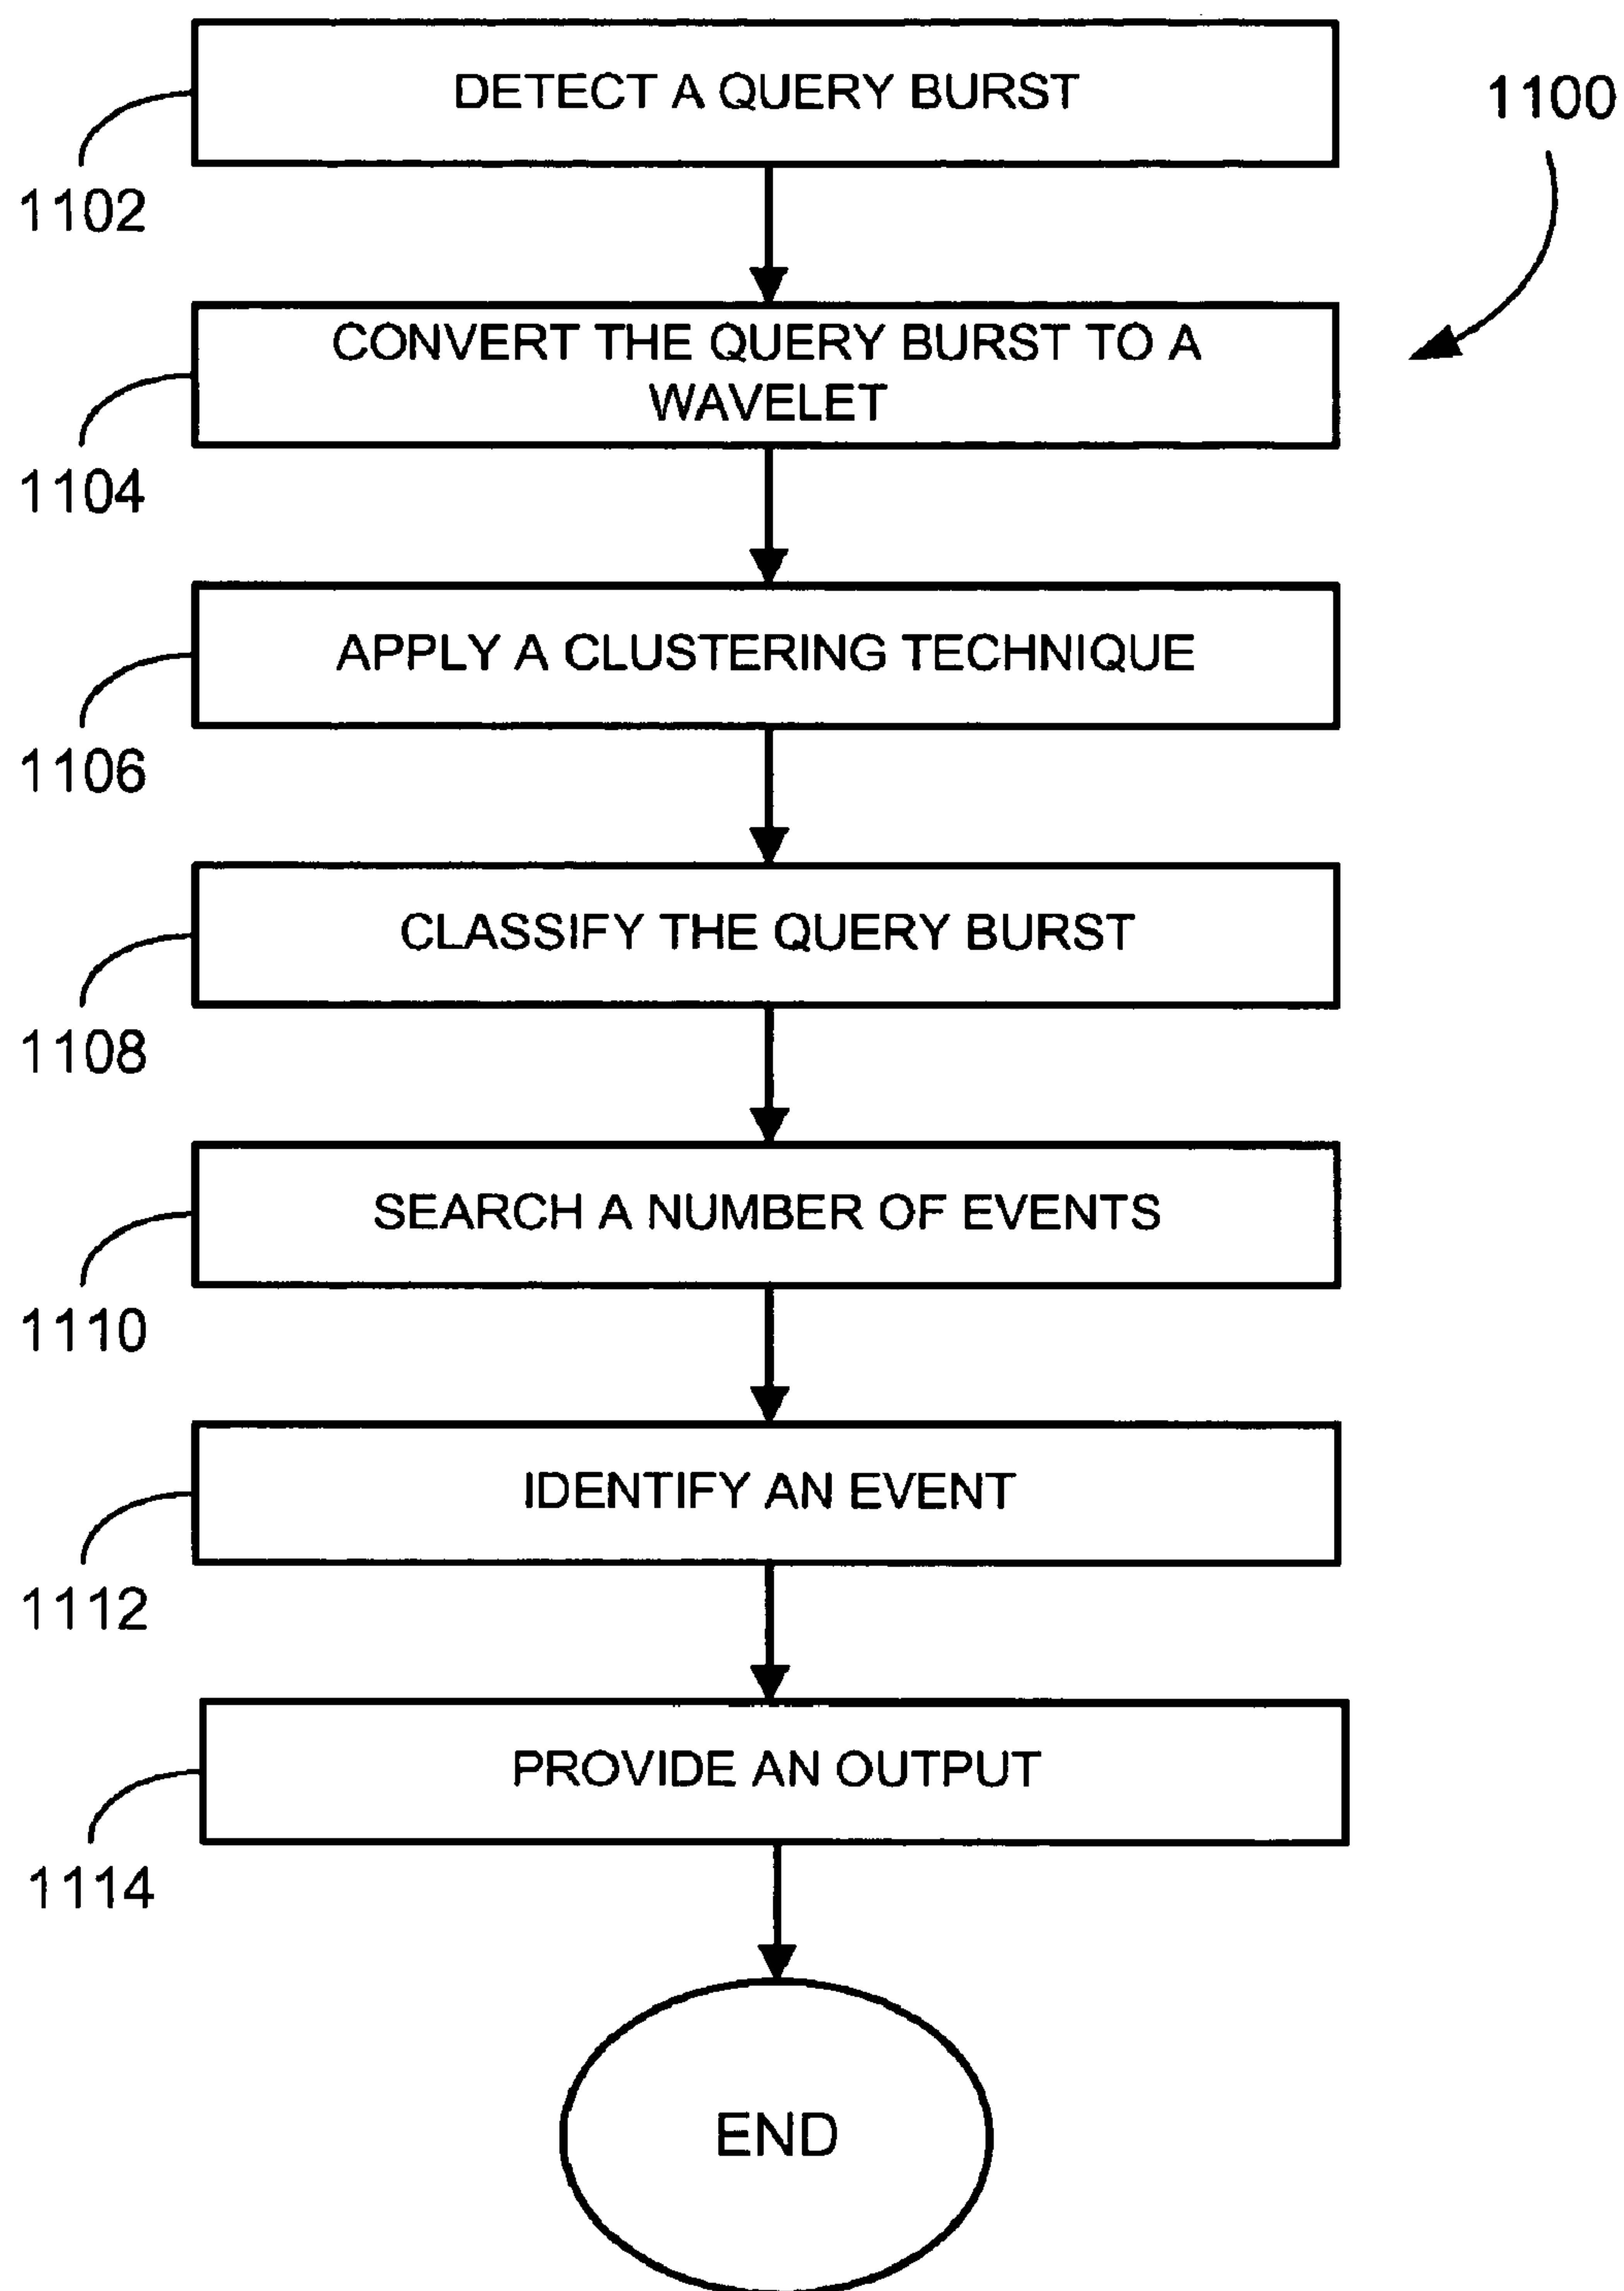 DETECT A QUERY BURST
1100
1102
CONVERT THE QUERY BURST TO A
WAVELET
1104
APPLY A CLUSTERING TECHNIQUE
1106
CLASSIFY THE QUERY BURST
1108
SEARCH A NUMBER OF EVENTS
1110
IDENTIFY AN EVENT
1112
PROVIDE AN OUTPUT
1114
END